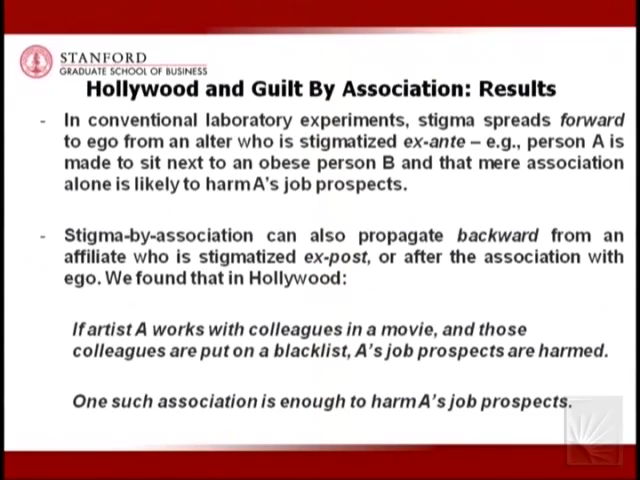 STANFORD
GRADUATE SCHOOL OF BUSINESS
Hollywood and Guilt By Association: Results
- In conventional laboratory experiments, stigma spreads forward
to ego from an alter who is stigmatized ex-ante – e.g., person A is
made to sit next to an obese person B and that mere association
alone is likely to harm A's job prospects.
- Stigma-by-association can also propagate backward from an
affiliate who is stigmatized ex-post, or after the association with
ego. We found that in Hollywood:
If artist A works with colleagues in a movie, and those
colleagues are put on a blacklist, A's job prospects are harmed.
One such association is enough to harm A's job prospects.